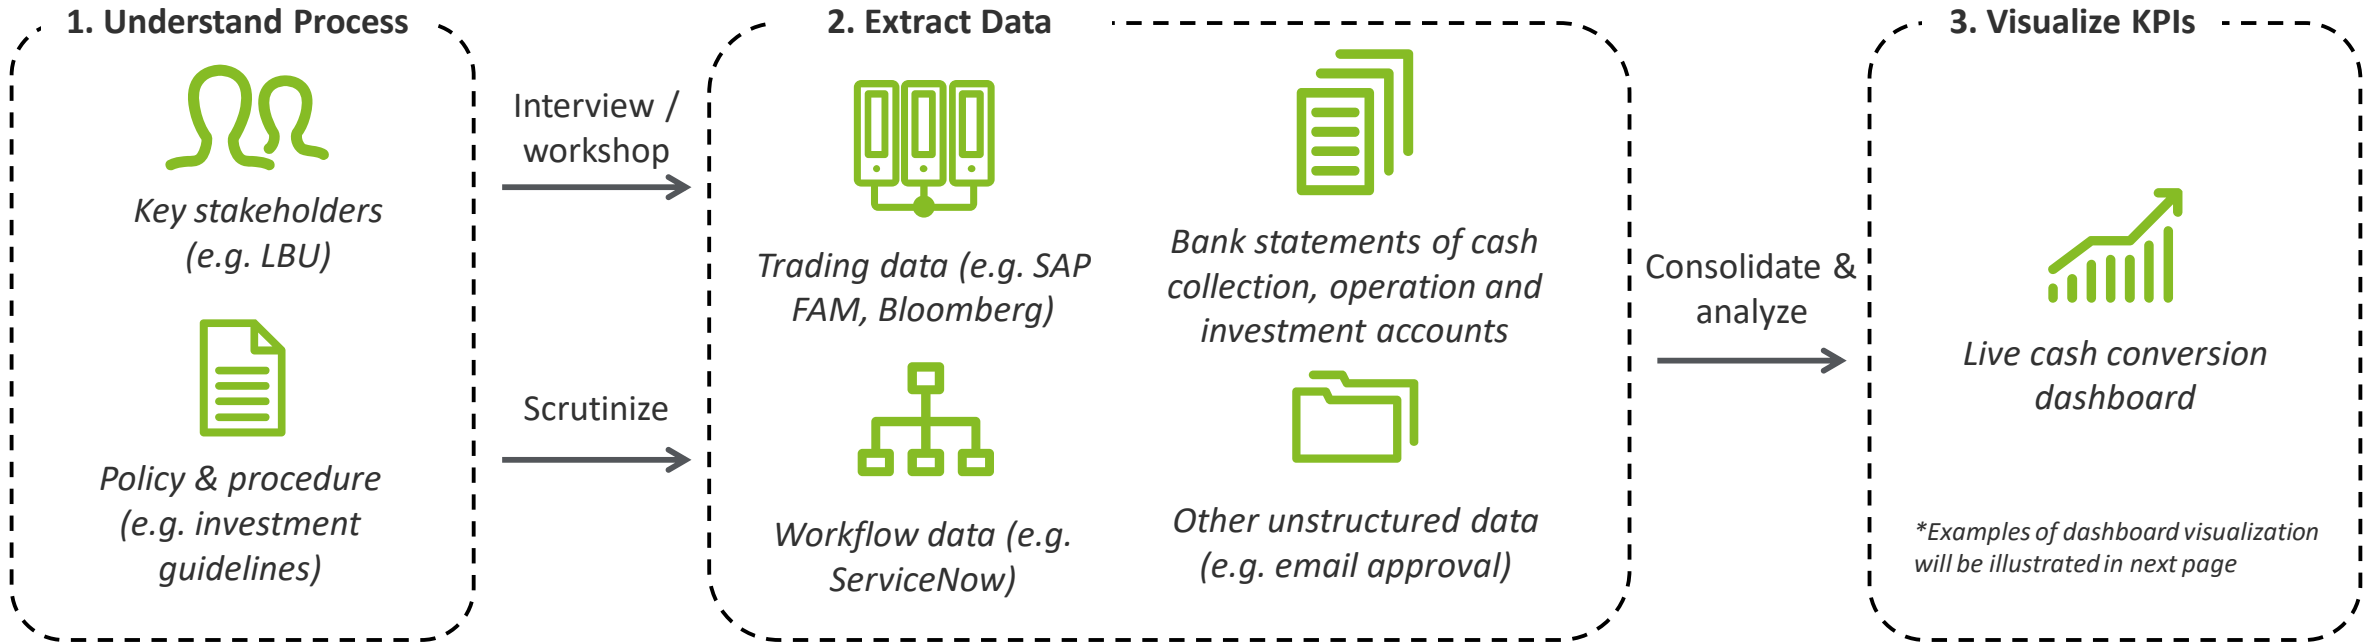 1. Understand Process
Key stakeholders
(e.g. LBU)
Policy & procedure
(e.g. investment
guidelines)
Interview /
workshop
Scrutinize
2. Extract Data
Trading data (e.g. SAP
FAM, Bloomberg)
Bank statements of cash
collection, operation and
investment accounts
Workflow data (e.g.
ServiceNow)
Other unstructured data
(e.g. email approval)
Consolidate &
analyze
3. Visualize KPIs
Live cash conversion
dashboard
*Examples of dashboard visualization
will be illustrated in next page